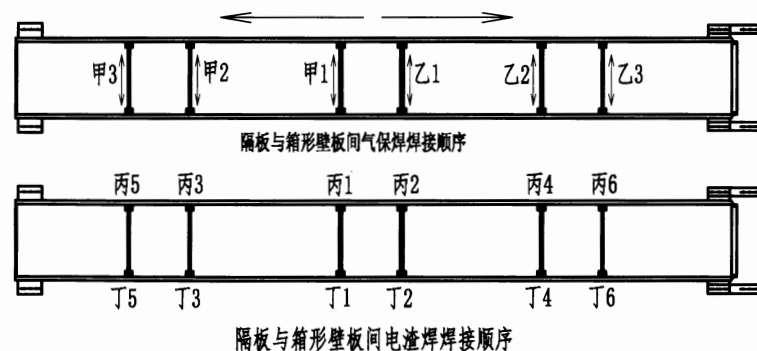 甲3 甲2 甲1 乙1 乙2 乙3
隔板与箱形壁板间气保焊焊接顺序
丙5 丙3 丙1 丙2 丙4 丙6
丁5 丁3 丁1 丁2 丁4 丁6
隔板与箱形壁板间电渣焊焊接顺序